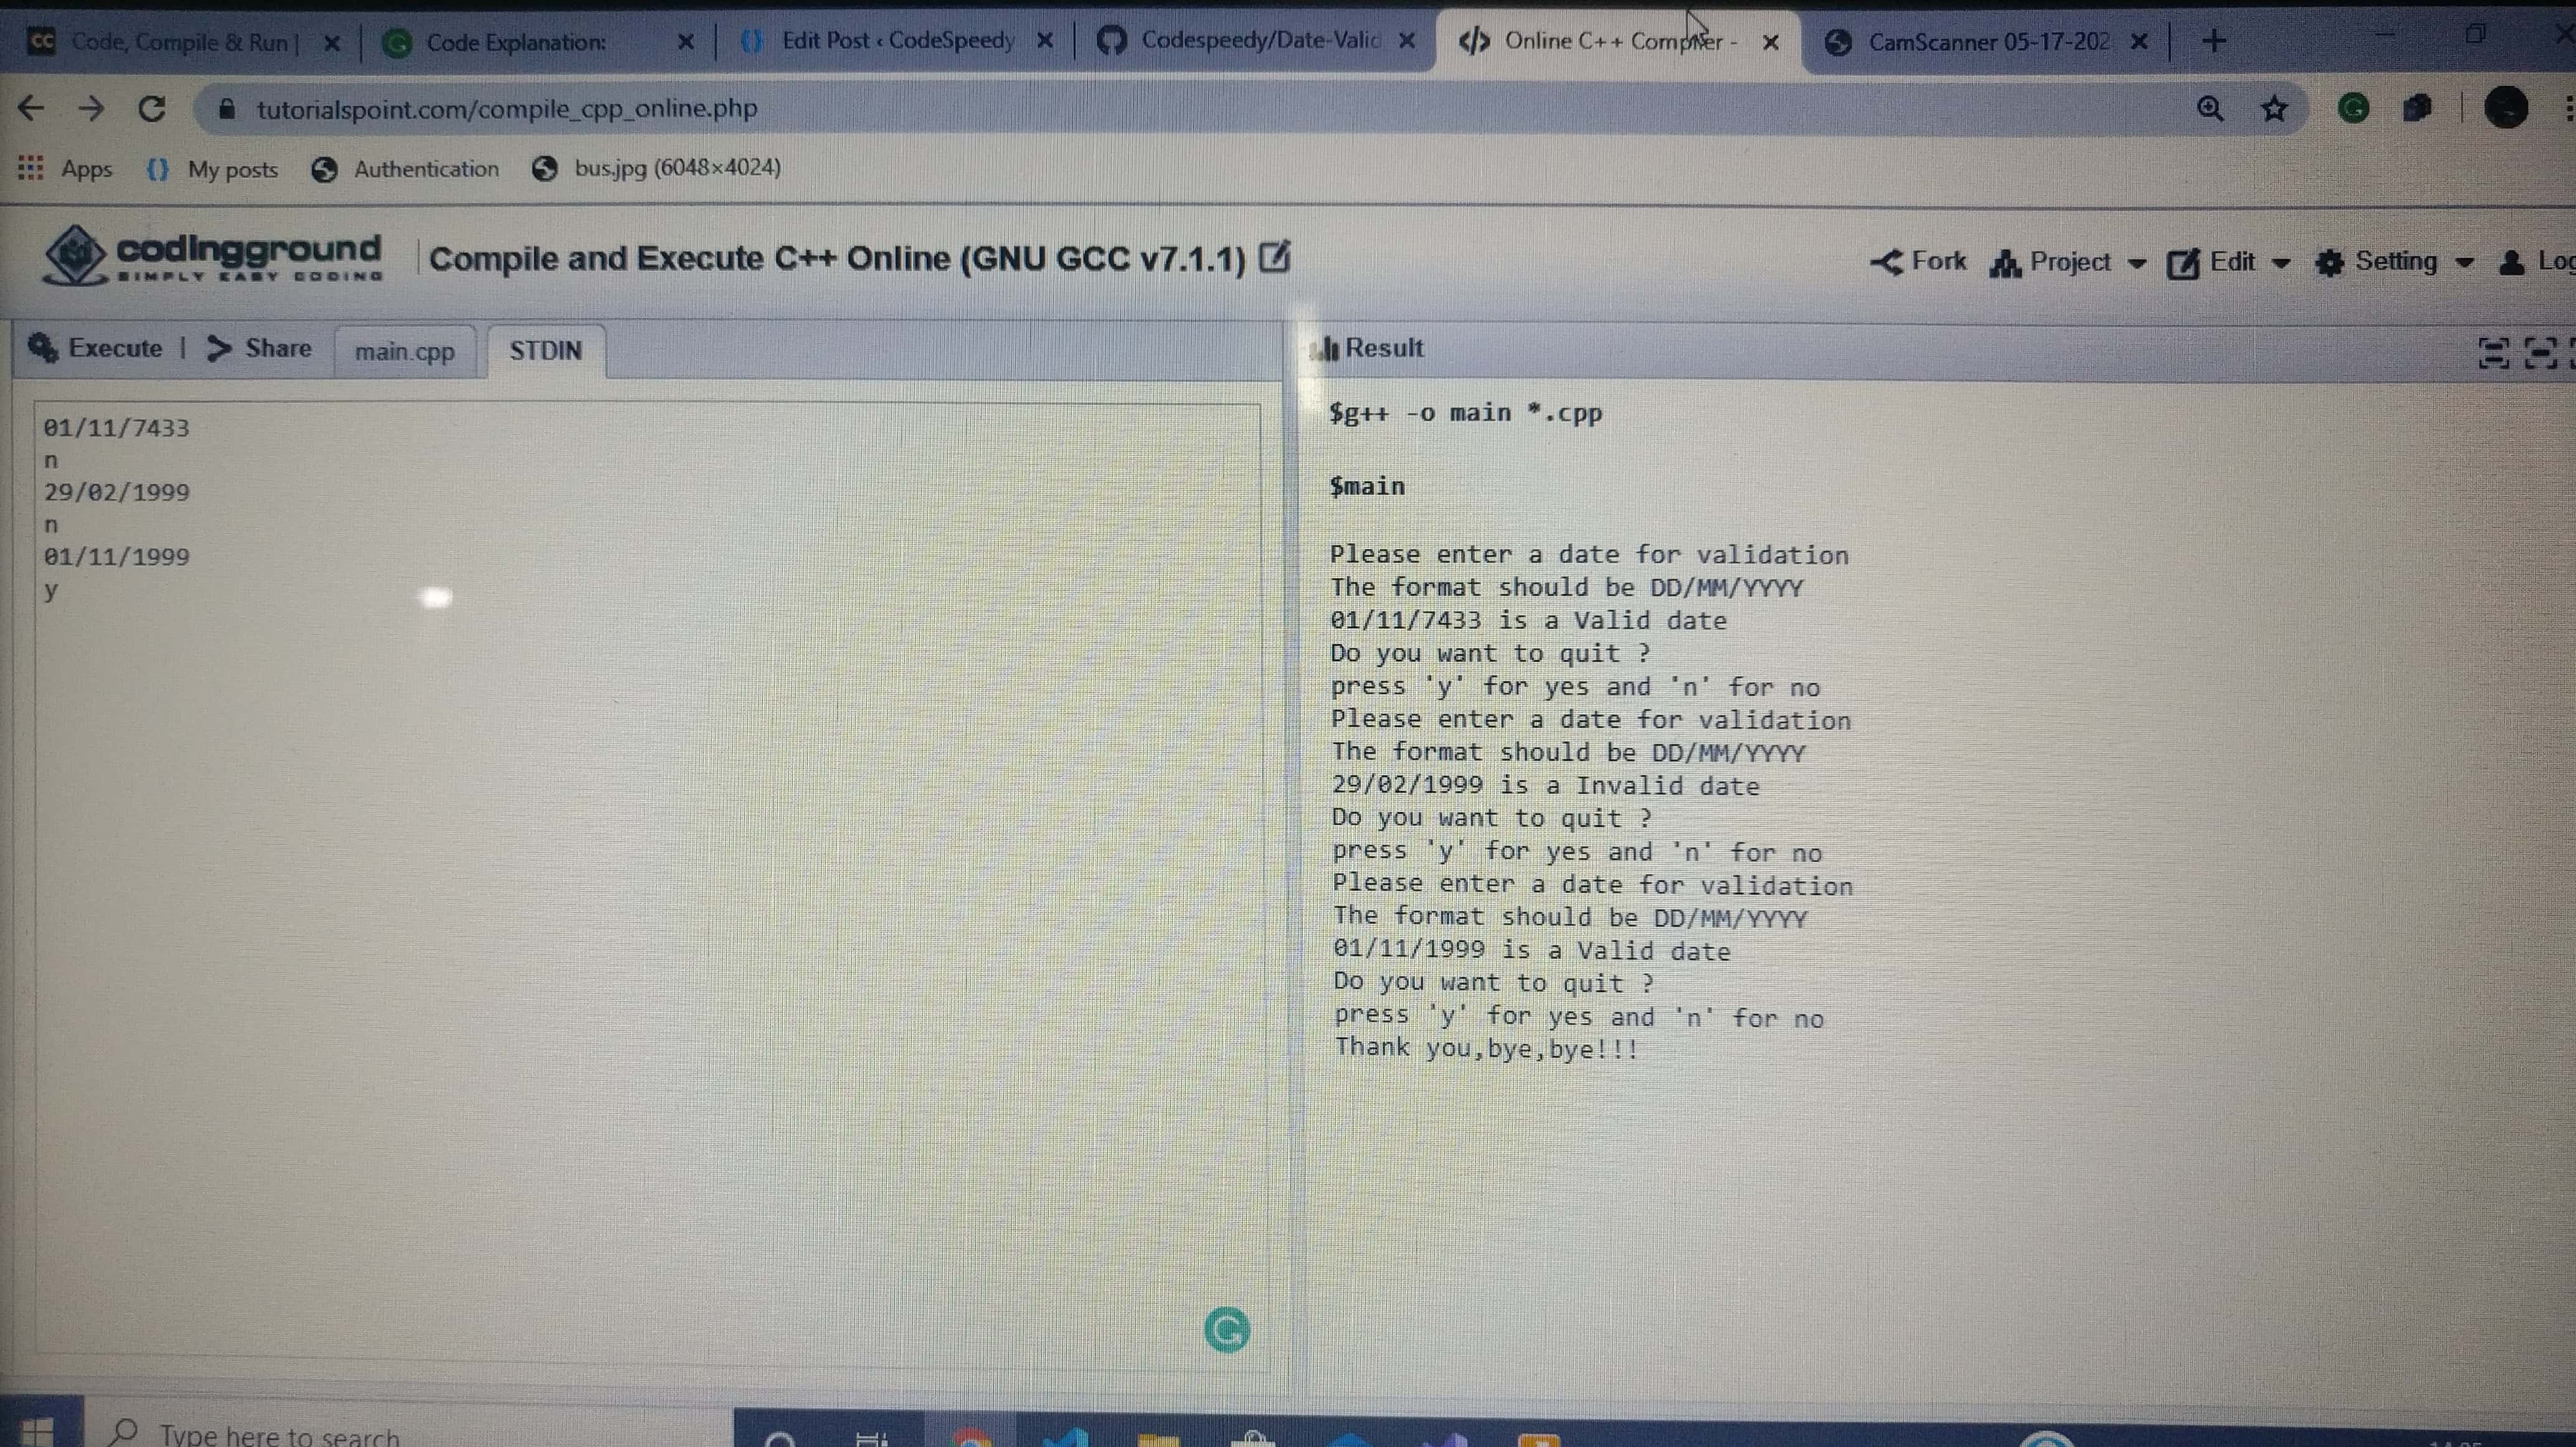 CC Code, Compile & Run | Code Explanation: Edit Post ‹ CodeSpeedy Codespeedy/Date-Valid Online C++ Compiler - CamScanner 05-17-202
tutorialspoint.com/compile_cpp_online.php
Apps My posts Authentication bus.jpg (6048×4024)
codingground
SIMPLY EASY CODING
Compile and Execute C++ Online (GNU GCC v7.1.1)
Fork Project Edit Setting Log
Execute | Share main.cpp STDIN
01/11/7433
n
29/02/1999
n
01/11/1999
y
Result
$g++ -o main *.cpp
$main
Please enter a date for validation
The format should be DD/MM/YYYY
01/11/7433 is a Valid date
Do you want to quit ?
press 'y' for yes and 'n' for no
Please enter a date for validation
The format should be DD/MM/YYYY
29/02/1999 is a Invalid date
Do you want to quit ?
press 'y' for yes and 'n' for no
Please enter a date for validation
The format should be DD/MM/YYYY
01/11/1999 is a Valid date
Do you want to quit ?
press 'y' for yes and 'n' for no
Thank you,bye,bye!!!
Type here to search